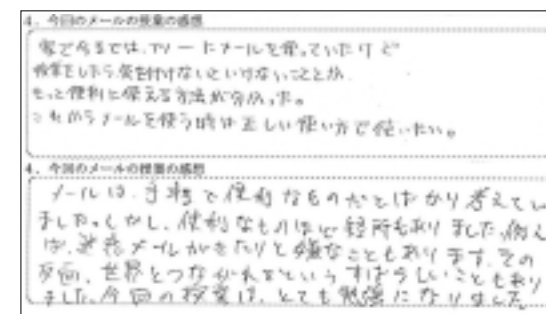 4. 今回のメールの授業の感想
家で今までは、フリーにメールを使っていたけど
授業をしたら気を付けないといけないことが、
もっと便利に使える方法が分かった。
これからメールを使う時は正しい使い方で使いたい。
4. 今回のメールの授業の感想
メールは、手軽で便利なものだとばかり考えてい
ました。しかし、便利なものほど短所もありました。例え
ば、迷惑メールがきたりと嫌なこともあります。その
反面、世界とつながれるというすばらしいこともあり
ました。今回の授業は、とても勉強になりました